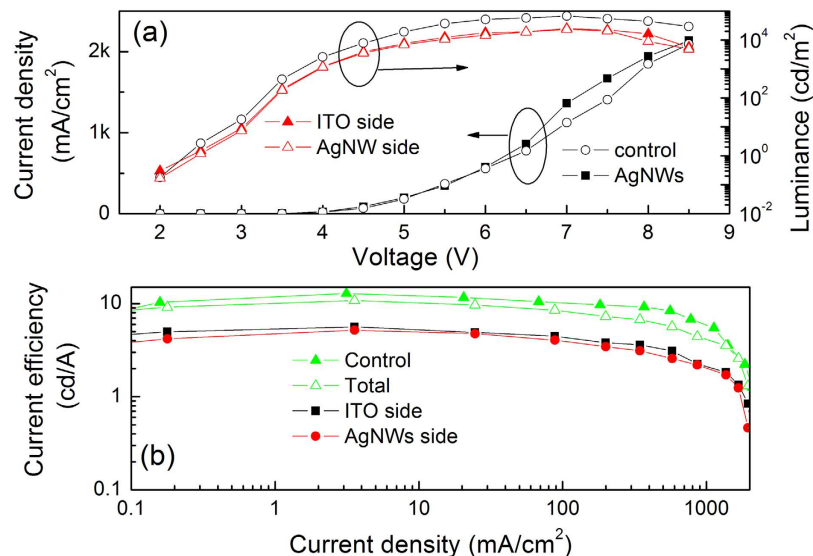 (a)
Current density
(mA/cm²)
2k
1k
0
ITO side
AgNW side
control
AgNWs
10⁴
10²
10⁰
10⁻²
Luminance (cd/m²)
2 3 4 5 6 7 8 9
Voltage (V)
Current efficiency
(cd/A)
10
1
0.1
Control
Total
ITO side
AgNWs side
(b)
0.1 1 10 100 1000
Current density (mA/cm²)